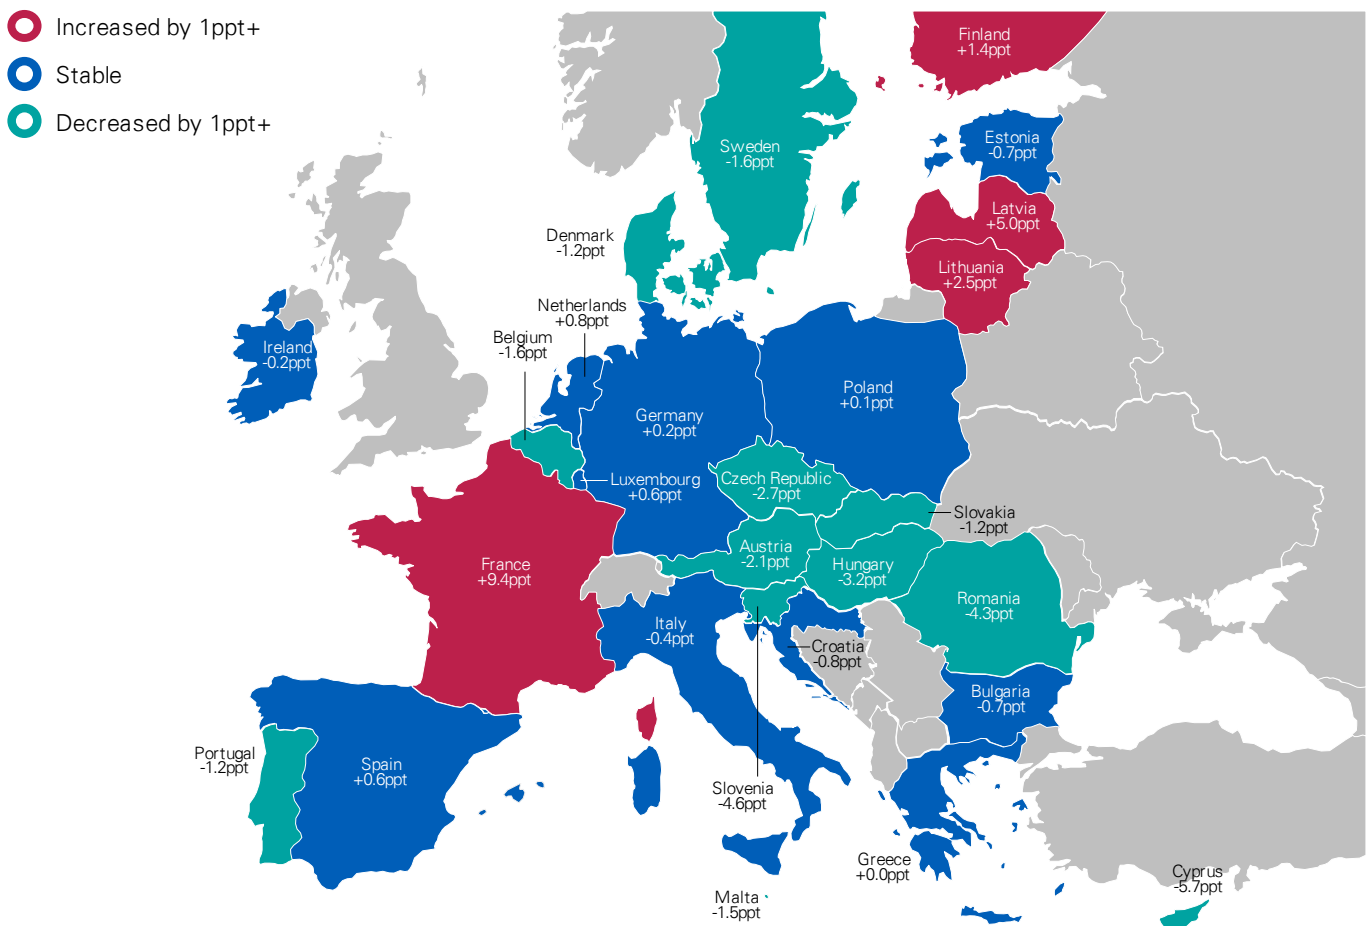 Increased by 1ppt+
Stable
Decreased by 1ppt+
Finland
+1.4ppt
Sweden
-1.6ppt
Estonia
-0.7ppt
Latvia
+5.0ppt
Denmark
-1.2ppt
Lithuania
+2.5ppt
Netherlands
+0.8ppt
Belgium
-1.6ppt
Ireland
-0.2ppt
Poland
+0.1ppt
Germany
+0.2ppt
Luxembourg
+0.6ppt
Czech Republic
-2.7ppt
Slovakia
-1.2ppt
Austria
-2.1ppt
Hungary
-3.2ppt
France
+9.4ppt
Romania
-4.3ppt
Italy
-0.4ppt
Croatia
-0.8ppt
Bulgaria
-0.7ppt
Portugal
-1.2ppt
Spain
+0.6ppt
Slovenia
-4.6ppt
Greece
+0.0ppt
Cyprus
-5.7ppt
Malta
-1.5ppt